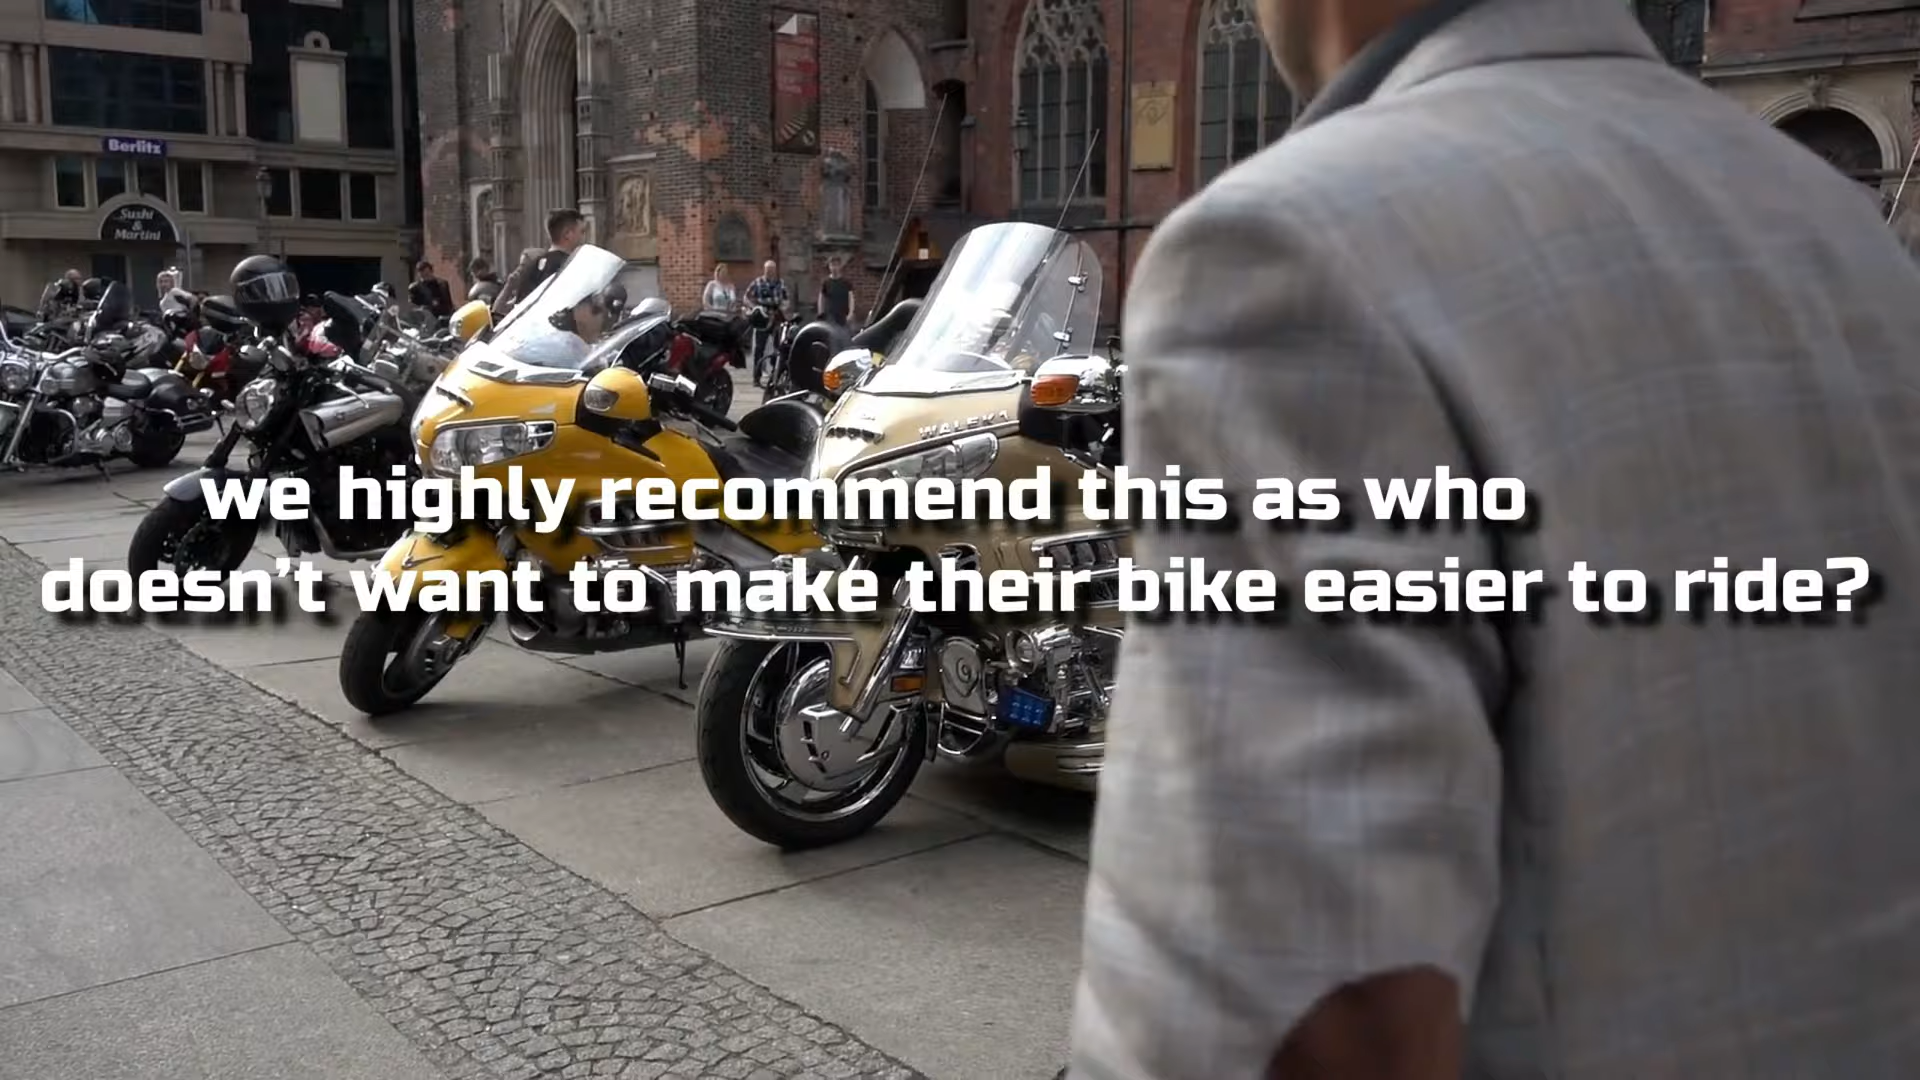 Berlitz
Sushi
&
Martini
WALEK1
we highly recommend this as who
doesn't want to make their bike easier to ride?